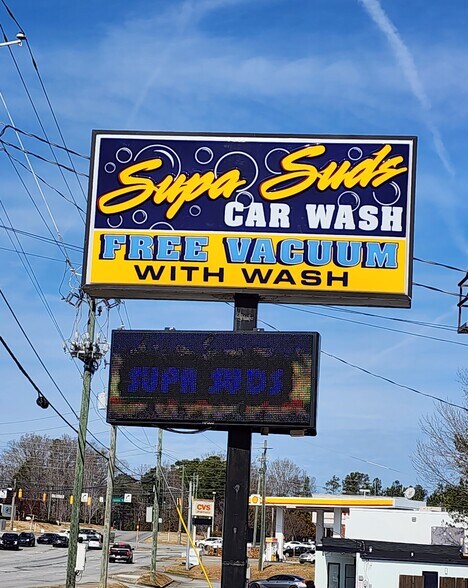 Supa Suds
CAR WASH
FREE VACUUM
WITH WASH
SUPA SUDS
CVS